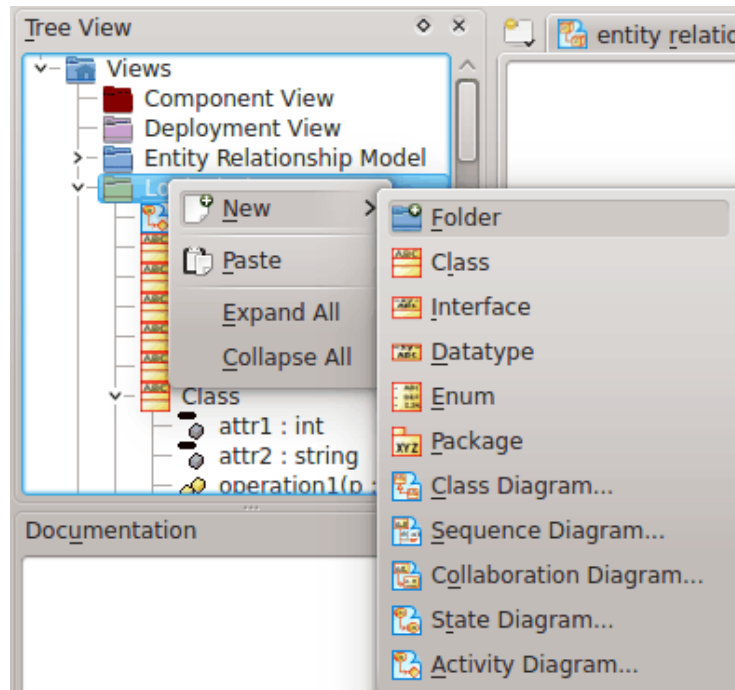 Tree View
entity relatio
Views
Component View
Deployment View
Entity Relationship Model
New
Paste
Expand All
Collapse All
Folder
Class
Interface
Datatype
Enum
Package
Class Diagram...
Sequence Diagram...
Collaboration Diagram...
State Diagram...
Activity Diagram...
Class
attr1 : int
attr2 : string
operation1(p :
Documentation